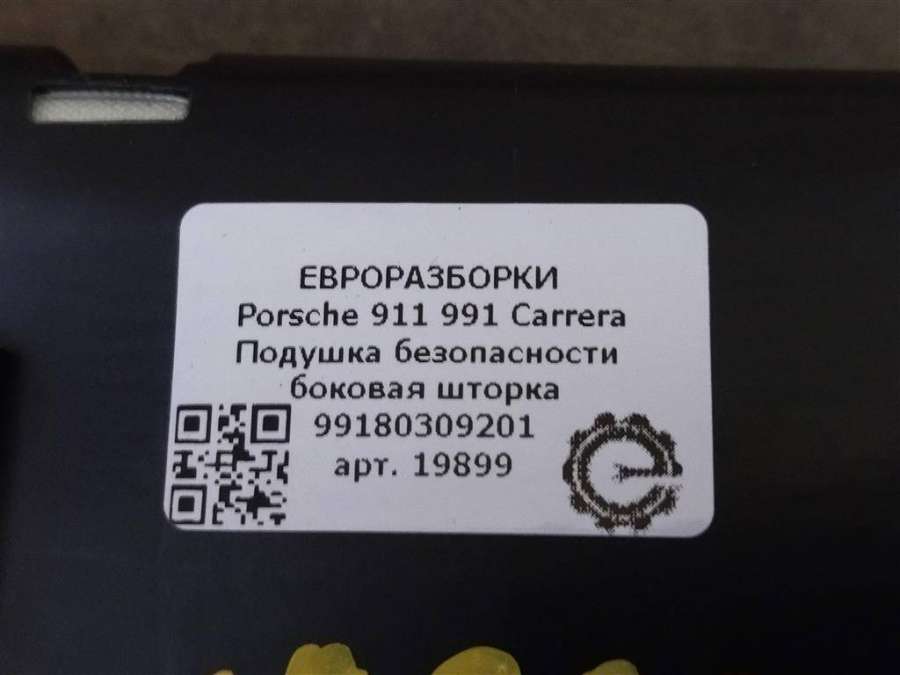 ЕВРОРАЗБОРКИ
Porsche 911 991 Carrera
Подушка безопасности
боковая шторка
99180309201
арт. 19899